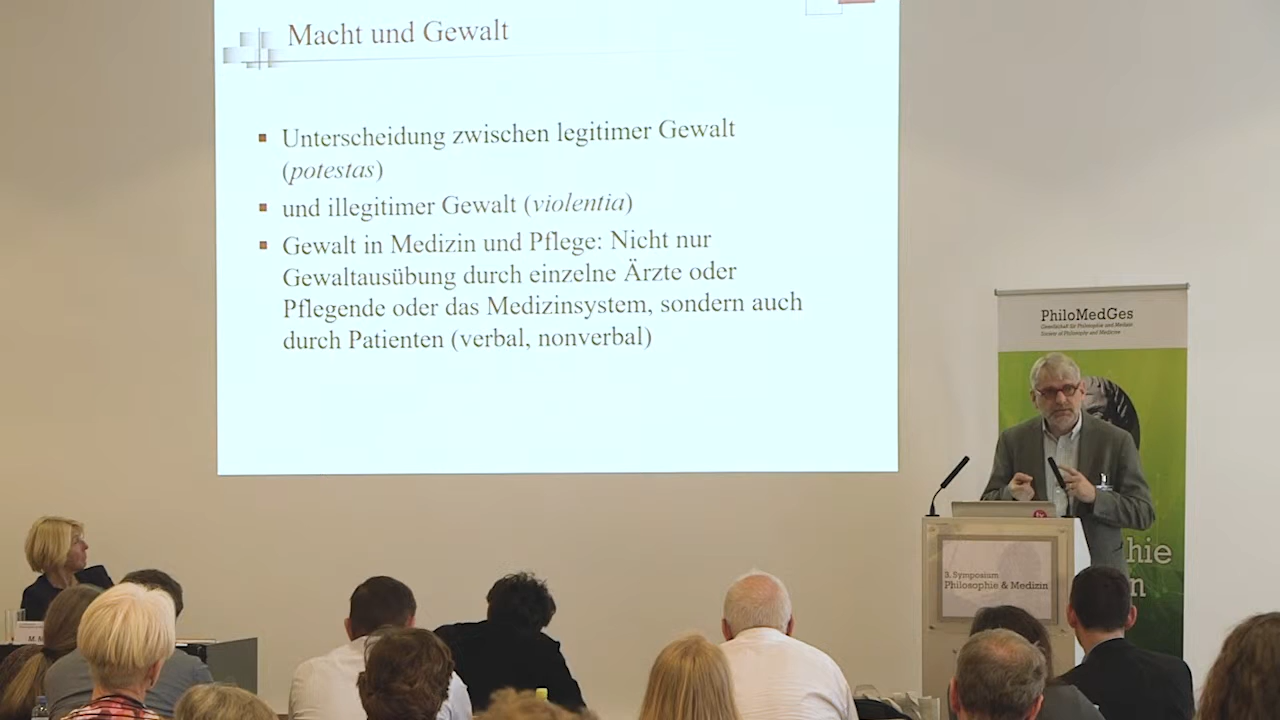 Macht und Gewalt
Unterscheidung zwischen legitimer Gewalt
(potestas)
und illegitimer Gewalt (violentia)
Gewalt in Medizin und Pflege: Nicht nur
Gewaltausübung durch einzelne Ärzte oder
Pflegende oder das Medizinsystem, sondern auch
durch Patienten (verbal, nonverbal)
PhiloMedGes
Gesellschaft für Philosophie und Medizin
Society of Philosophy and Medicine
hie
n
3. Symposium
Philosophie & Medizin